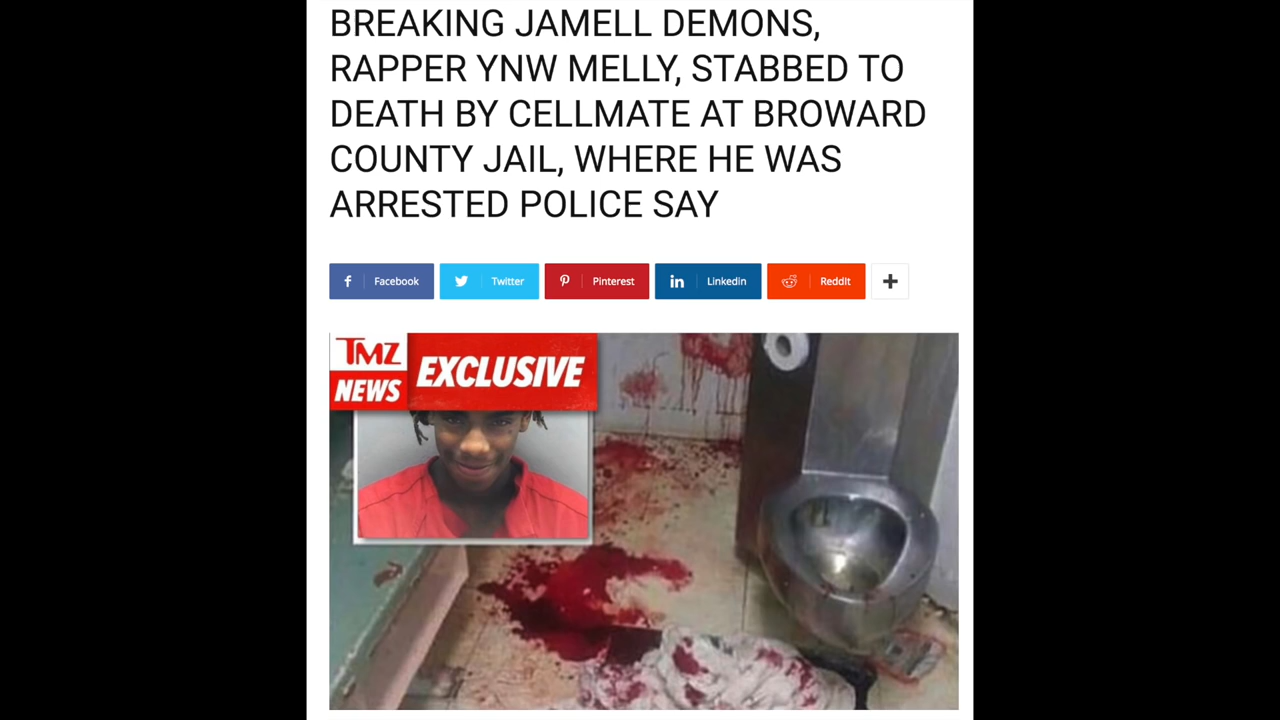 BREAKING JAMELL DEMONS,
RAPPER YNW MELLY, STABBED TO
DEATH BY CELLMATE AT BROWARD
COUNTY JAIL, WHERE HE WAS
ARRESTED POLICE SAY
Facebook
Twitter
Pinterest
Linkedin
ReddIt
TMZ
NEWS
EXCLUSIVE